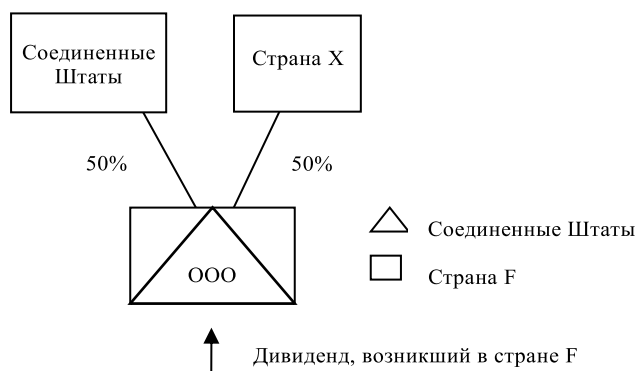 Соединенные
Штаты
Страна X
50%
50%
ООО
Соединенные Штаты
Страна F
Дивиденд, возникший в стране F